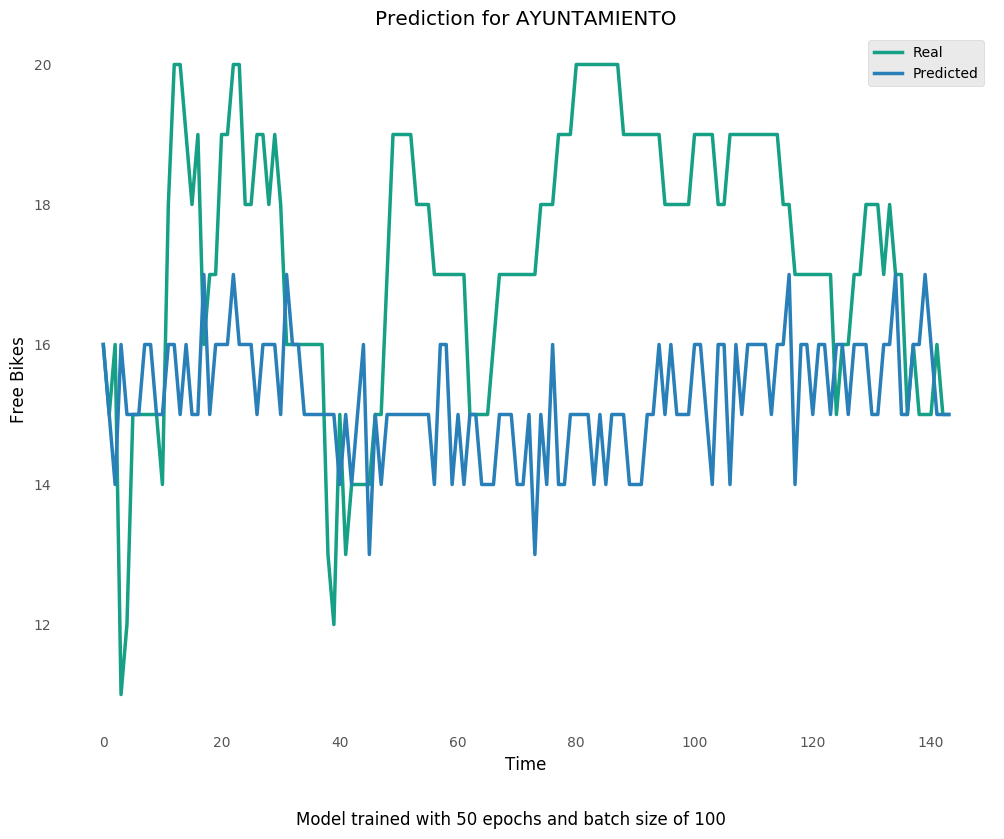 Prediction for AYUNTAMIENTO
Real
Predicted
20
18
16
14
12
Free Bikes
0 20 40 60 80 100 120 140
Time
Model trained with 50 epochs and batch size of 100